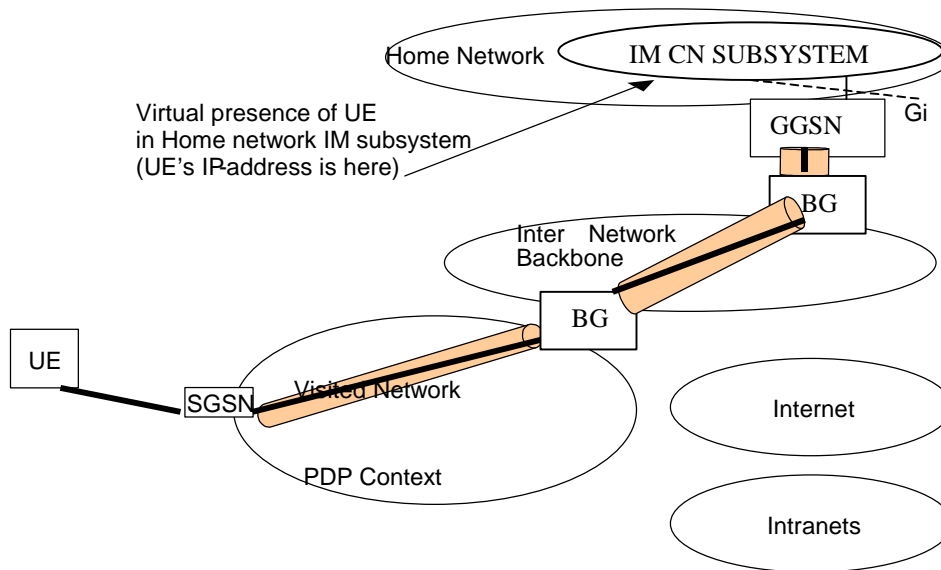 Home Network
IM CN SUBSYSTEM
Virtual presence of UE
in Home network IM subsystem
(UE's IP-address is here)
Gi
GGSN
BG
Inter Network
Backbone
BG
UE
SGSN
Visited Network
PDP Context
Internet
Intranets